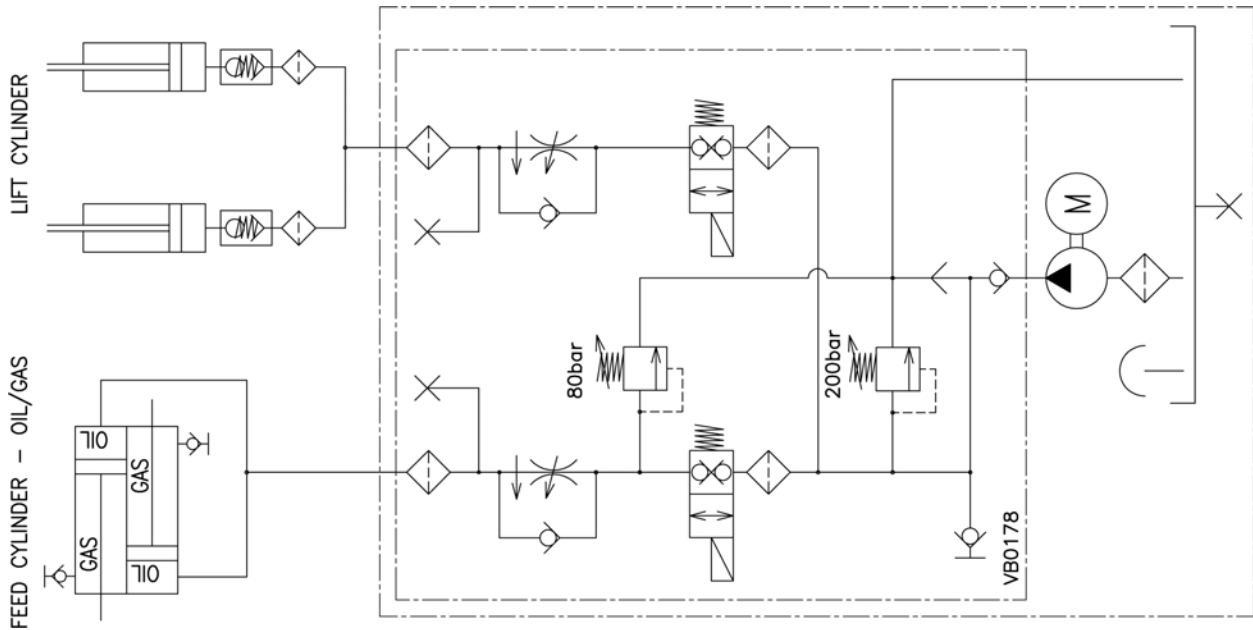 LIFT CYLINDER
FEED CYLINDER - OIL/GAS
OIL
GAS
GAS
OIL
80bar
200bar
M
VB0178